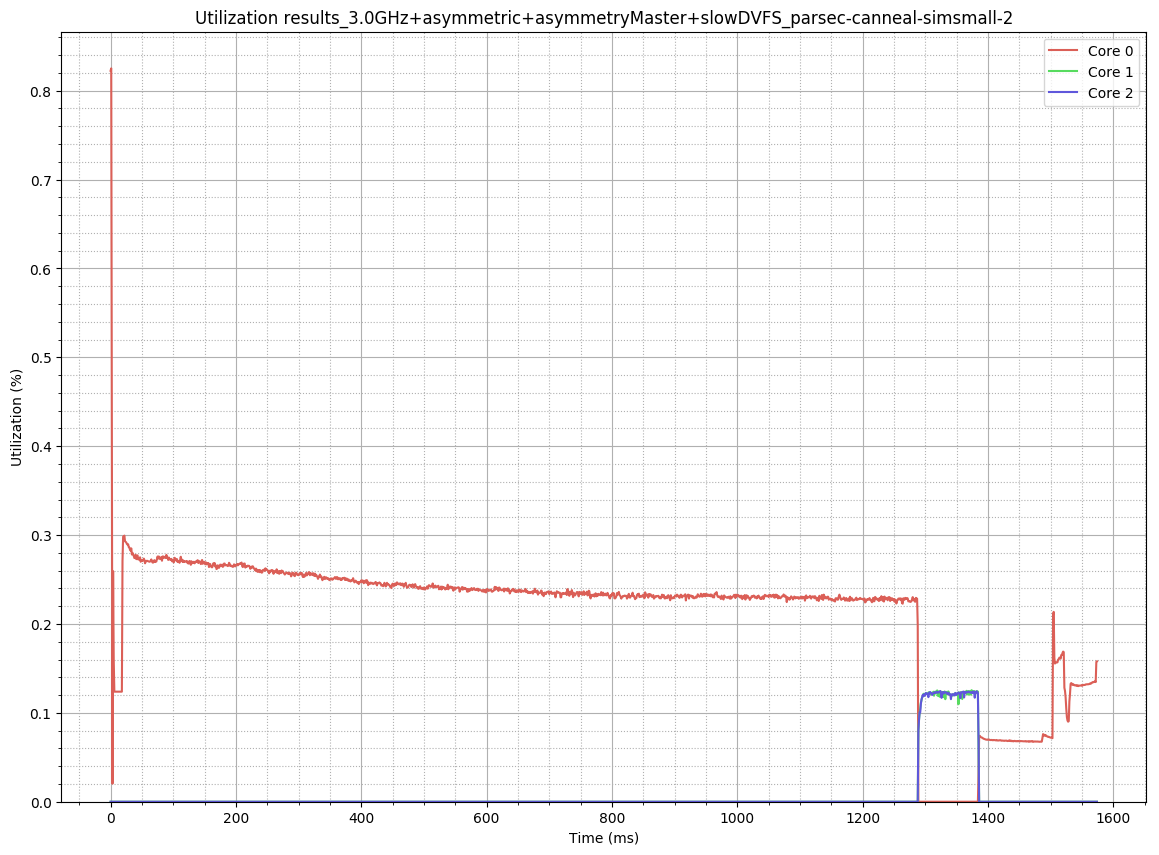 Utilization results_3.0GHz+asymmetric+asymmetryMaster+slowDVFS_parsec-canneal-simsmall-2
Core 0
Core 1
Core 2
Utilization (%)
0.8
0.7
0.6
0.5
0.4
0.3
0.2
0.1
0.0
0 200 400 600 800 1000 1200 1400 1600
Time (ms)